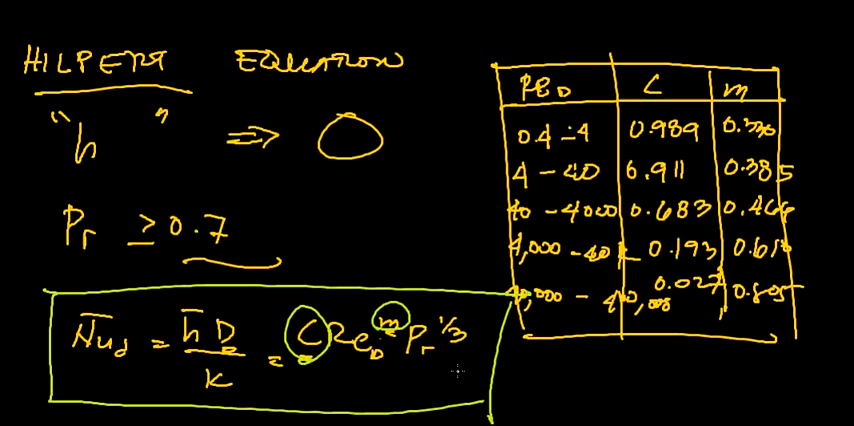 HILPERT EQUATION
"h" ⇒
Pr ≥ 0.7
N̄u_d = h̄D/k = C Re_D^m Pr^1/3
Re_D C m
0.4 - 4 0.989 0.330
4 - 40 0.911 0.385
40 - 4000 0.683 0.466
4,000 - 40 0.193 0.618
40,000 - 400,000 0.027 0.805